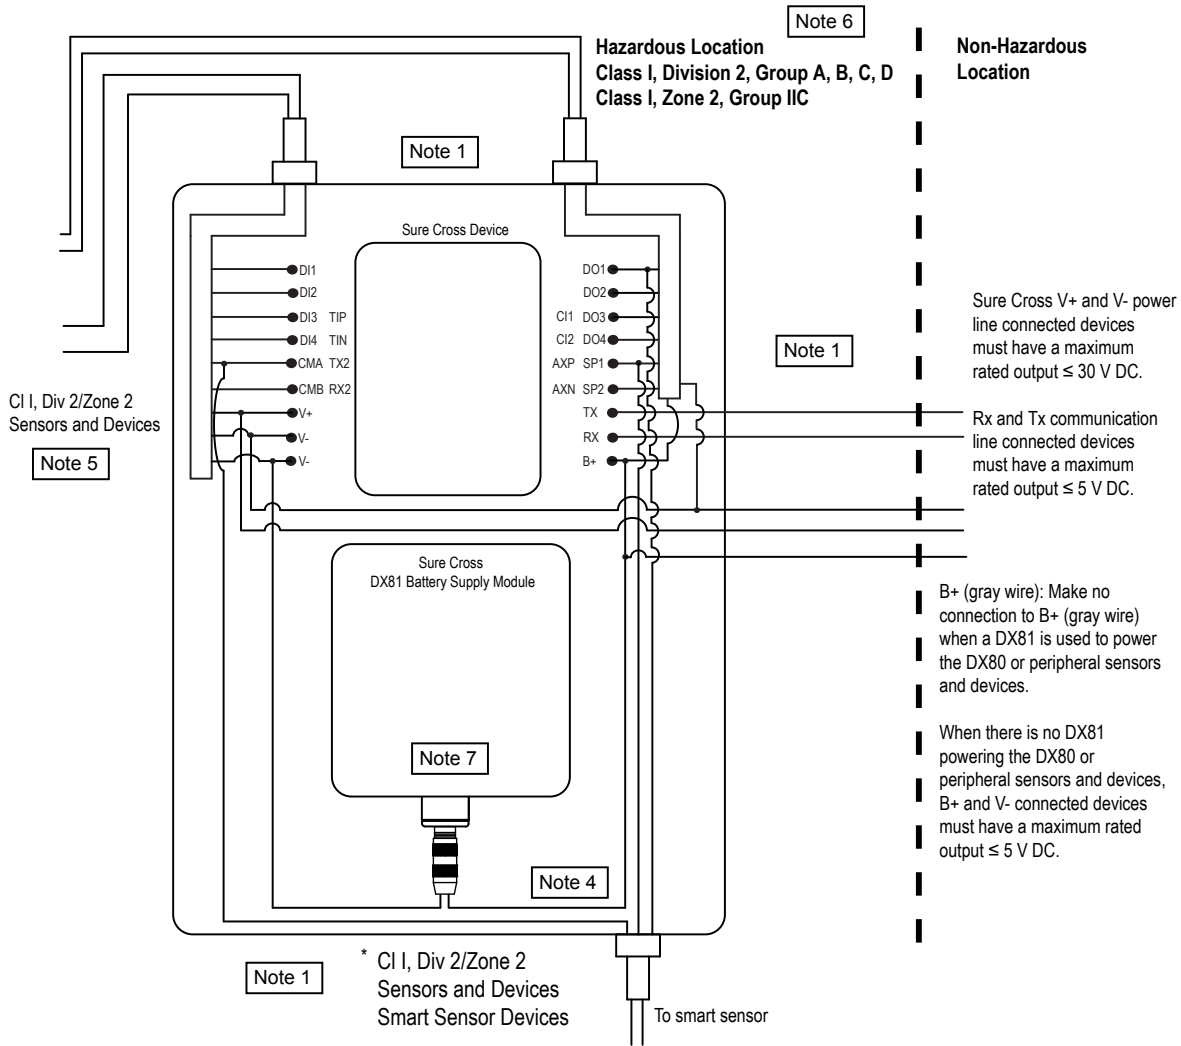 Note 6
Hazardous Location
Class I, Division 2, Group A, B, C, D
Class I, Zone 2, Group IIC
Non-Hazardous
Location
Note 1
Sure Cross Device
DI1
DI2
DI3 TIP
DI4 TIN
CMA TX2
CMB RX2
V+
V-
V-
DO1
DO2
CI1 DO3
CI2 DO4
AXP SP1
AXN SP2
TX
RX
B+
Note 1
Sure Cross V+ and V- power
line connected devices
must have a maximum
rated output ≤ 30 V DC.
Rx and Tx communication
line connected devices
must have a maximum
rated output ≤ 5 V DC.
Cl I, Div 2/Zone 2
Sensors and Devices
Note 5
Sure Cross
DX81 Battery Supply Module
Note 7
B+ (gray wire): Make no
connection to B+ (gray wire)
when a DX81 is used to power
the DX80 or peripheral sensors
and devices.
When there is no DX81
powering the DX80 or
peripheral sensors and devices,
B+ and V- connected devices
must have a maximum rated
output ≤ 5 V DC.
Note 4
Note 1
* Cl I, Div 2/Zone 2
Sensors and Devices
Smart Sensor Devices
To smart sensor